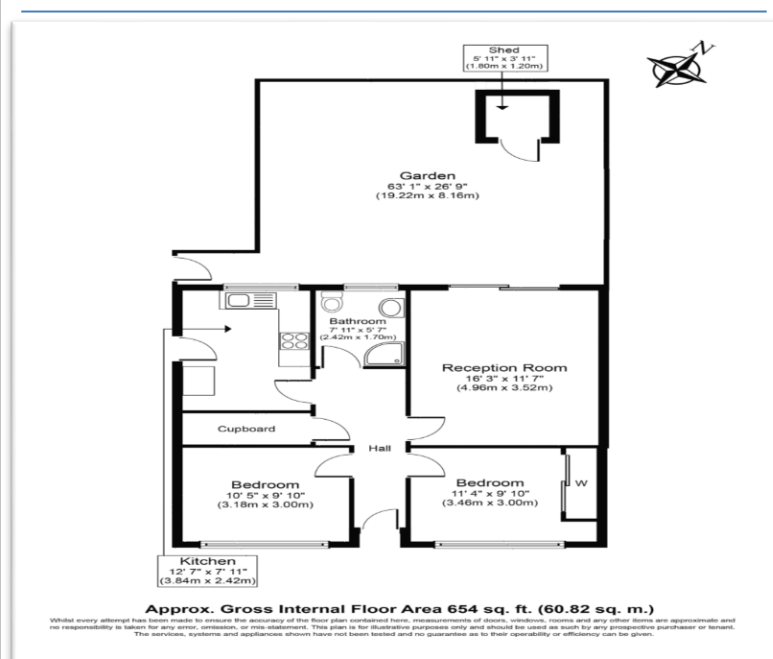 N
Shed
5' 11" x 3' 11"
(1.80m x 1.20m)
Garden
63' 1" x 26' 9"
(19.22m x 8.16m)
Bathroom
7' 11" x 5' 7"
(2.42m x 1.70m)
Reception Room
16' 3" x 11' 7"
(4.96m x 3.52m)
Cupboard
Hall
Bedroom
10' 5" x 9' 10"
(3.18m x 3.00m)
Bedroom
11' 4" x 9' 10"
(3.46m x 3.00m)
W
Kitchen
12' 7" x 7' 11"
(3.84m x 2.42m)
Approx. Gross Internal Floor Area 654 sq. ft. (60.82 sq. m.)
Whilst every attempt has been made to ensure the accuracy of the floor plan contained here, measurements of doors, windows, rooms and any other items are approximate and
no responsibility is taken for any error, omission, or mis-statement. This plan is for illustrative purposes only and should be used as such by any prospective purchaser or tenant.
The services, systems and appliances shown have not been tested and no guarantee as to their operability or efficiency can be given.